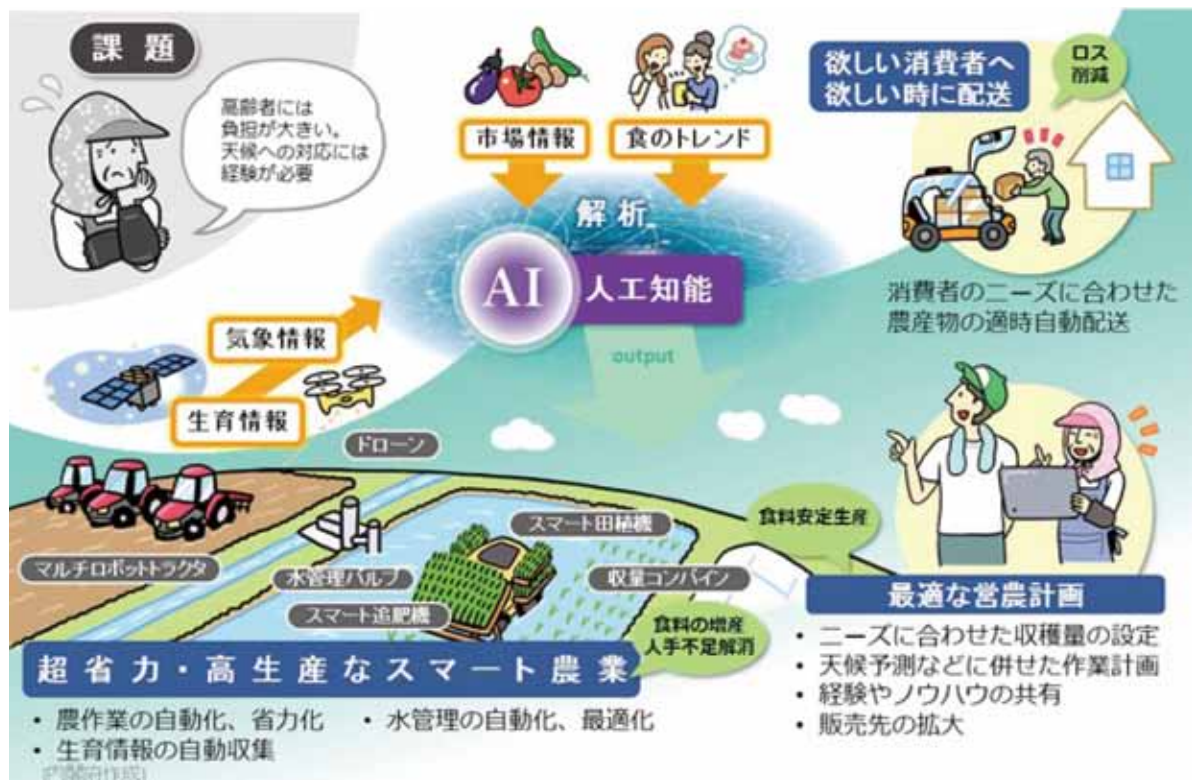 課題
高齢者には
負担が大きい。
天候への対応には
経験が必要
市場情報
食のトレンド
欲しい消費者へ
欲しい時に配送
ロス
削減
解析
AI 人工知能
output
消費者のニーズに合わせた
農産物の適時自動配送
気象情報
生育情報
ドローン
マルチロボットトラクタ
水管理バルブ
スマート追肥機
スマート田植機
収量コンバイン
食料安定生産
食料の増産
人手不足解消
最適な営農計画
• ニーズに合わせた収穫量の設定
• 天候予測などに併せた作業計画
• 経験やノウハウの共有
• 販売先の拡大
超省力・高生産なスマート農業
• 農作業の自動化、省力化
• 水管理の自動化、最適化
• 生育情報の自動収集